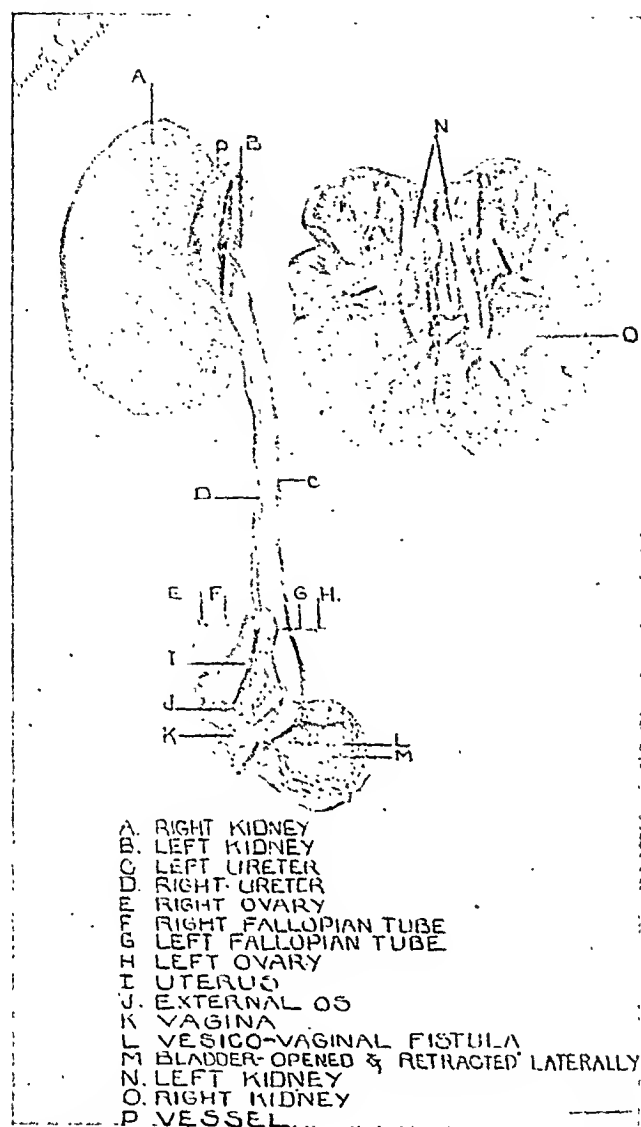 A
P B
N
O
D C
E F G H.
I
J
K L
M
A. RIGHT KIDNEY
B. LEFT KIDNEY
C LEFT URETER
D. RIGHT URETER
E RIGHT OVARY
F RIGHT FALLOPIAN TUBE
G LEFT FALLOPIAN TUBE
H LEFT OVARY
I UTERUS
J. EXTERNAL OS
K VAGINA
L VESICO-VAGINAL FISTULA
M BLADDER-OPENED & RETRACTED LATERALLY
N. LEFT KIDNEY
O. RIGHT KIDNEY
P VESSEL